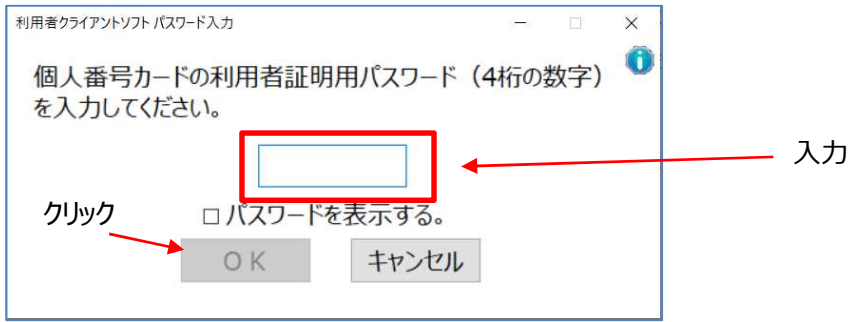 利用者クライアントソフト パスワード入力
個人番号カードの利用者証明用パスワード（4桁の数字）
を入力してください。
入力
クリック
パスワードを表示する。
ＯＫ
キャンセル